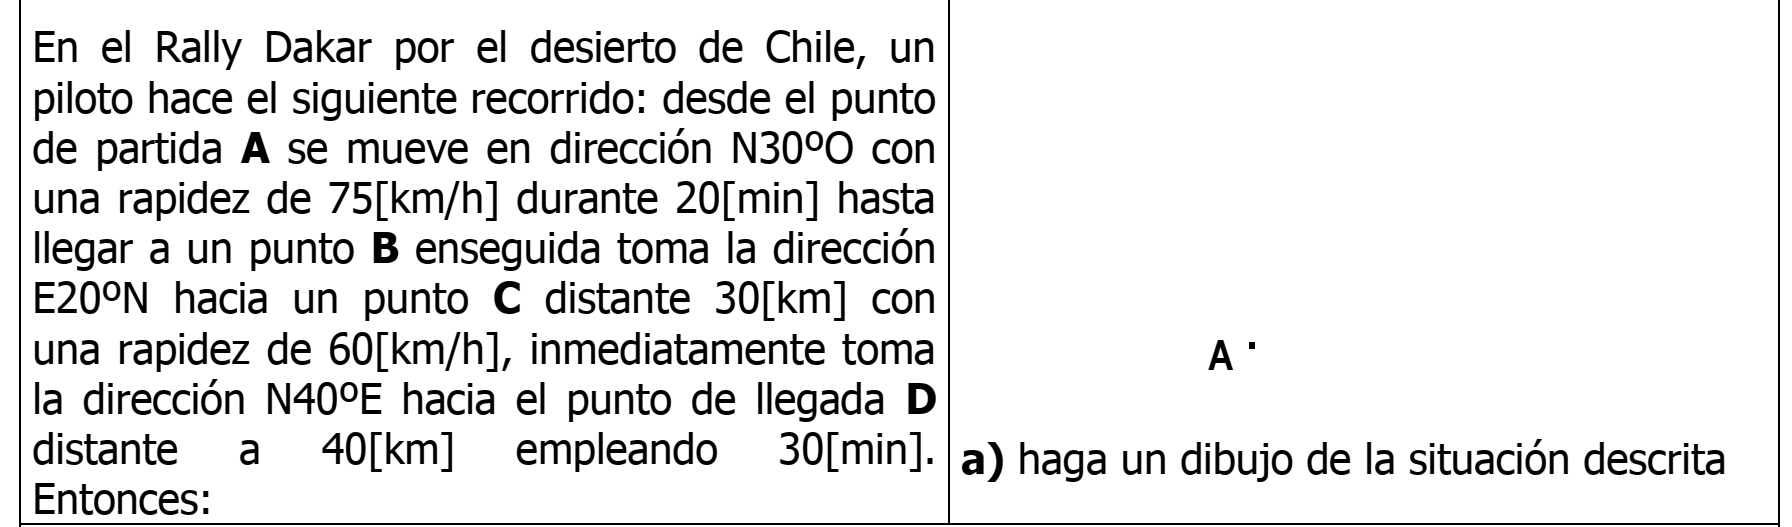 En el Rally Dakar por el desierto de Chile, un
piloto hace el siguiente recorrido: desde el punto
de partida A se mueve en dirección N30ºO con
una rapidez de 75[km/h] durante 20[min] hasta
llegar a un punto B enseguida toma la dirección
E20ºN hacia un punto C distante 30[km] con
una rapidez de 60[km/h], inmediatamente toma
la dirección N40ºE hacia el punto de llegada D
distante a 40[km] empleando 30[min].
Entonces:
A
a) haga un dibujo de la situación descrita